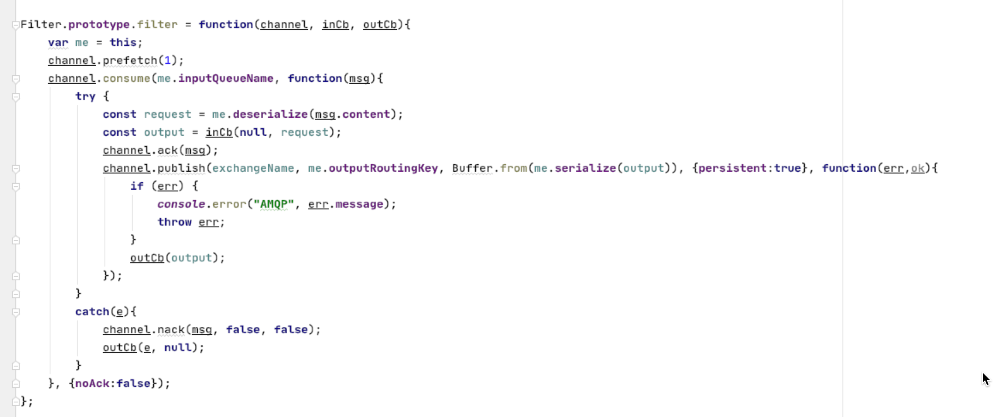 Filter.prototype.filter = function(channel, inCb, outCb){
    var me = this;
    channel.prefetch(1);
    channel.consume(me.inputQueueName, function(msg){
        try {
            const request = me.deserialize(msg.content);
            const output = inCb(null, request);
            channel.ack(msg);
            channel.publish(exchangeName, me.outputRoutingKey, Buffer.from(me.serialize(output)), {persistent:true}, function(err,ok){
                if (err) {
                    console.error("AMQP", err.message);
                    throw err;
                }
                outCb(output);
            });
        }
        catch(e){
            channel.nack(msg, false, false);
            outCb(e, null);
        }
    }, {noAck:false});
};